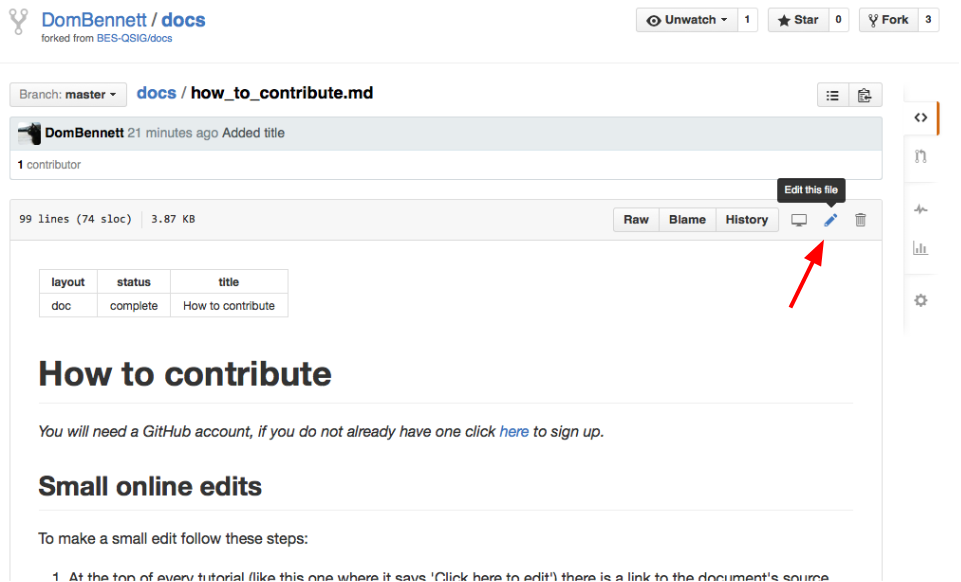 DomBennett / docs
forked from BES-QSIG/docs
Unwatch 1 Star 0 Fork 3
Branch: master docs / how_to_contribute.md
DomBennett 21 minutes ago Added title
1 contributor
Edit this file
99 lines (74 sloc) 3.87 KB Raw Blame History
layout status title
doc complete How to contribute
How to contribute
You will need a GitHub account, if you do not already have one click here to sign up.
Small online edits
To make a small edit follow these steps:
1. At the top of every tutorial (like this one where it says 'Click here to edit') there is a link to the document's source